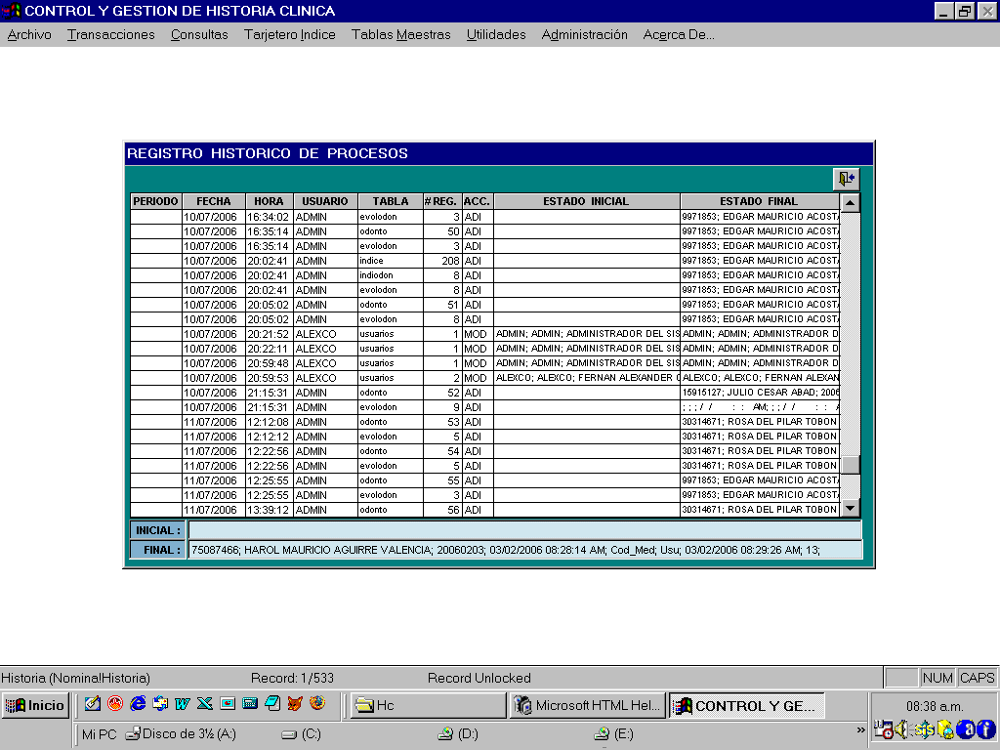 CONTROL Y GESTION DE HISTORIA CLINICA
Archivo Transacciones Consultas Tarjetero Indice Tablas Maestras Utilidades Administración Acerca De...
REGISTRO HISTORICO DE PROCESOS
PERIODO FECHA HORA USUARIO TABLA # REG. ACC. ESTADO INICIAL ESTADO FINAL
10/07/2006 16:34:02 ADMIN evolodon 3 ADI 9971853; EDGAR MAURICIO ACOSTA
10/07/2006 16:35:14 ADMIN odonto 50 ADI 9971853; EDGAR MAURICIO ACOSTA
10/07/2006 16:35:14 ADMIN evolodon 3 ADI 9971853; EDGAR MAURICIO ACOSTA
10/07/2006 20:02:41 ADMIN indice 208 ADI 9971853; EDGAR MAURICIO ACOSTA
10/07/2006 20:02:41 ADMIN indiodon 8 ADI 9971853; EDGAR MAURICIO ACOSTA
10/07/2006 20:02:41 ADMIN evolodon 8 ADI 9971853; EDGAR MAURICIO ACOSTA
10/07/2006 20:05:02 ADMIN odonto 51 ADI 9971853; EDGAR MAURICIO ACOSTA
10/07/2006 20:05:02 ADMIN evolodon 8 ADI 9971853; EDGAR MAURICIO ACOSTA
10/07/2006 20:21:52 ALEXCO usuarios 1 MOD ADMIN; ADMIN; ADMINISTRADOR DEL SIS ADMIN; ADMIN; ADMINISTRADOR D
10/07/2006 20:22:11 ALEXCO usuarios 1 MOD ADMIN; ADMIN; ADMINISTRADOR DEL SIS ADMIN; ADMIN; ADMINISTRADOR D
10/07/2006 20:59:48 ALEXCO usuarios 1 MOD ADMIN; ADMIN; ADMINISTRADOR DEL SIS ADMIN; ADMIN; ADMINISTRADOR D
10/07/2006 20:59:53 ALEXCO usuarios 2 MOD ALEXCO; ALEXCO; FERNAN ALEXANDER C ALEXCO; ALEXCO; FERNAN ALEXAN
10/07/2006 21:15:31 ADMIN odonto 52 ADI 15915127; JULIO CESAR ABAD; 2006
10/07/2006 21:15:31 ADMIN evolodon 9 ADI ; ; ; / / : : AM; ; ; / / : : A
11/07/2006 12:12:08 ADMIN odonto 53 ADI 30314671; ROSA DEL PILAR TOBON
11/07/2006 12:12:12 ADMIN evolodon 5 ADI 30314671; ROSA DEL PILAR TOBON
11/07/2006 12:22:56 ADMIN odonto 54 ADI 30314671; ROSA DEL PILAR TOBON
11/07/2006 12:22:56 ADMIN evolodon 5 ADI 30314671; ROSA DEL PILAR TOBON
11/07/2006 12:25:55 ADMIN odonto 55 ADI 9971853; EDGAR MAURICIO ACOSTA
11/07/2006 12:25:55 ADMIN evolodon 3 ADI 9971853; EDGAR MAURICIO ACOSTA
11/07/2006 13:39:12 ADMIN odonto 56 ADI 30314671; ROSA DEL PILAR TOBON
INICIAL :
FINAL : 75087466; HAROL MAURICIO AGUIRRE VALENCIA; 20060203; 03/02/2006 08:28:14 AM; Cod_Med; Usu; 03/02/2006 08:29:26 AM; 13;
Historia (Nomina!Historia) Record: 1/533 Record Unlocked NUM CAPS
Inicio Hc Microsoft HTML Hel... CONTROL Y GE... 08:38 a.m.
Mi PC Disco de 3½ (A:) (C:) (D:) (E:) » sis